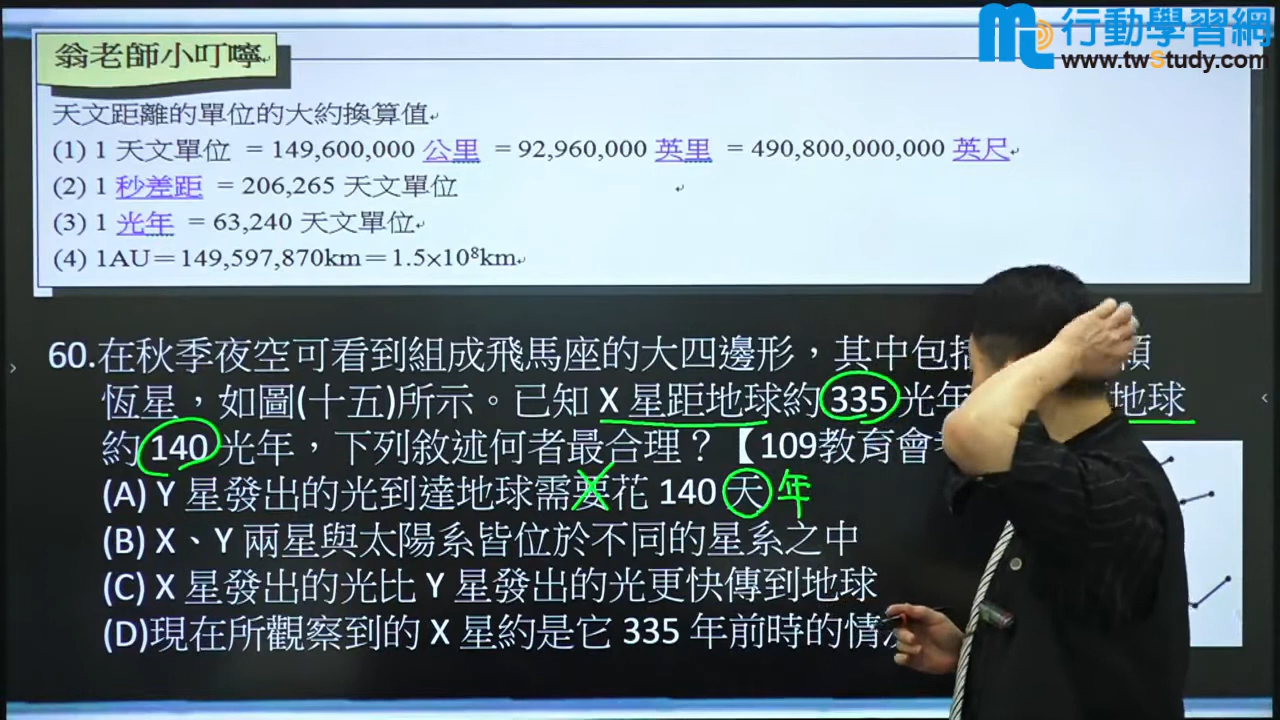 行動學習網
www.twStudy.com
翁老師小叮嚀
天文距離的單位的大約換算值
(1) 1 天文單位 = 149,600,000 公里 = 92,960,000 英里 = 490,800,000,000 英尺
(2) 1 秒差距 = 206,265 天文單位
(3) 1 光年 = 63,240 天文單位
(4) 1AU＝149,597,870km＝1.5×10⁸km
60.在秋季夜空可看到組成飛馬座的大四邊形，其中包 顆
恆星，如圖(十五)所示。已知 X 星距地球約 335 光年 地球
約 140 光年，下列敘述何者最合理？【109教育會
(A) Y 星發出的光到達地球需要花 140 天 年
(B) X、Y 兩星與太陽系皆位於不同的星系之中
(C) X 星發出的光比 Y 星發出的光更快傳到地球
(D)現在所觀察到的 X 星約是它 335 年前時的情